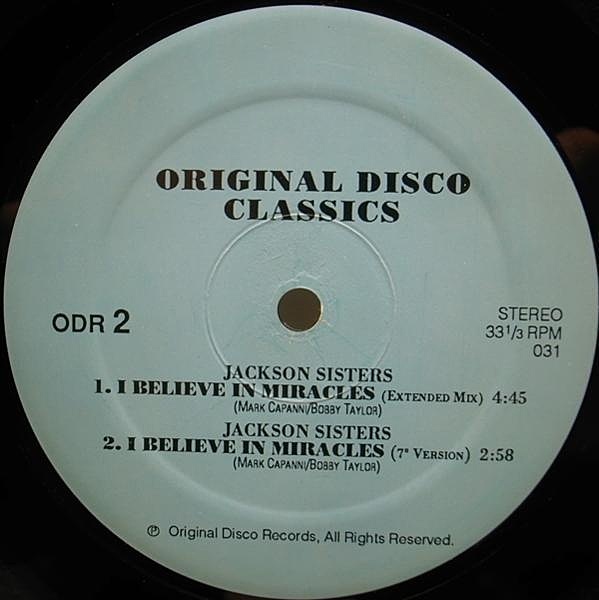 ORIGINAL DISCO
CLASSICS
ODR 2
STEREO
33 1/3 RPM
031
JACKSON SISTERS
1. I BELIEVE IN MIRACLES (EXTENDED MIX) 4:45
(MARK CAPANNI/BOBBY TAYLOR)
JACKSON SISTERS
2. I BELIEVE IN MIRACLES (7" VERSION) 2:58
(MARK CAPANNI/BOBBY TAYLOR)
℗ Original Disco Records, All Rights Reserved.